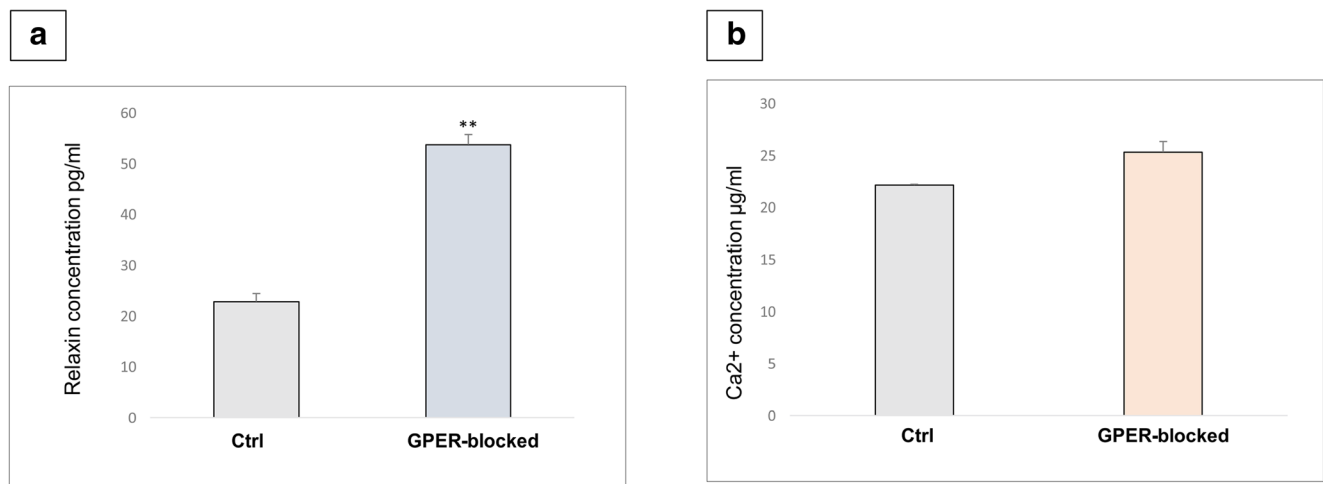 a
Relaxin concentration pg/ml
60
50
40
30
20
10
0
**
Ctrl
GPER-blocked
b
Ca2+ concentration µg/ml
30
25
20
15
10
5
0
Ctrl
GPER-blocked